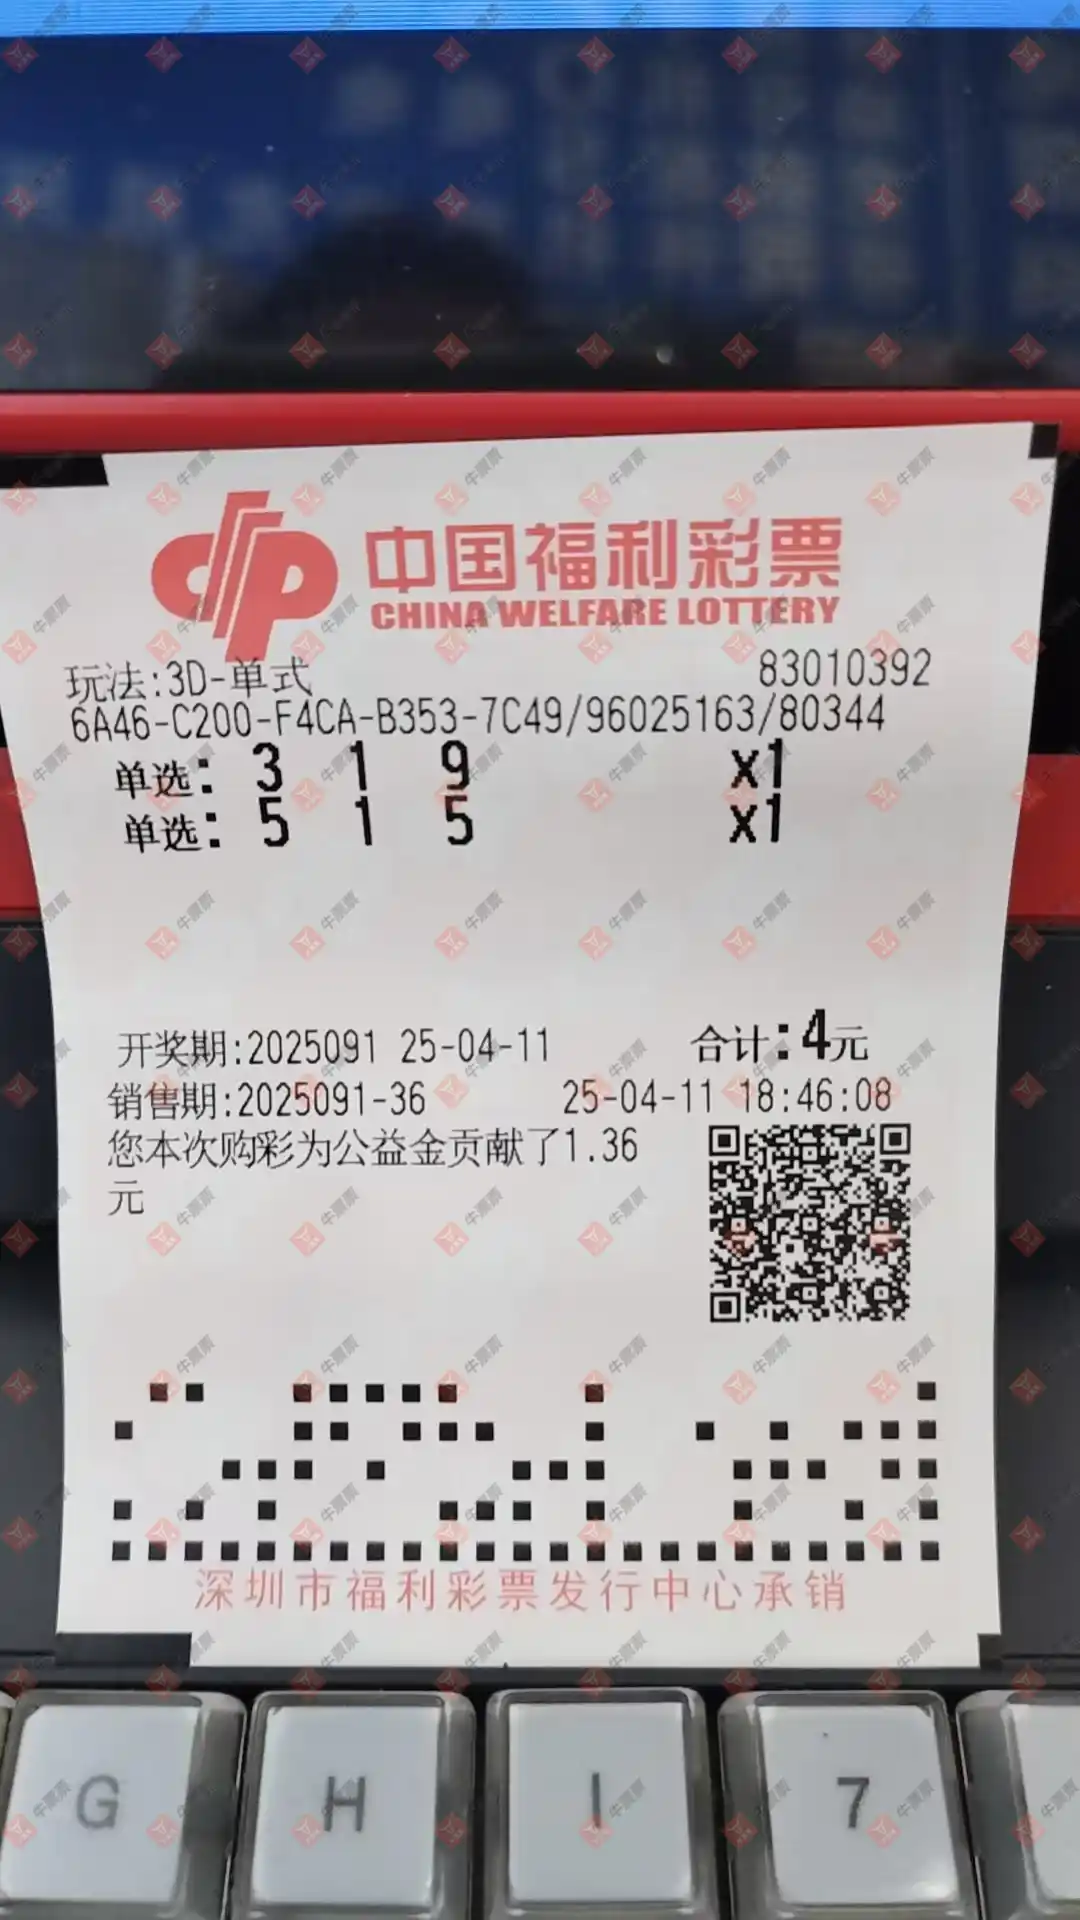 中国福利彩票
CHINA WELFARE LOTTERY
玩法:3D-单式 83010392
6A46-C200-F4CA-B353-7C49/96025163/80344
单选: 3 1 9 x1
单选: 5 1 5 x1
开奖期:2025091 25-04-11 合计:4元
销售期:2025091-36 25-04-11 18:46:08
您本次购彩为公益金贡献了1.36
元
深圳市福利彩票发行中心承销
G H I 7
牛票票